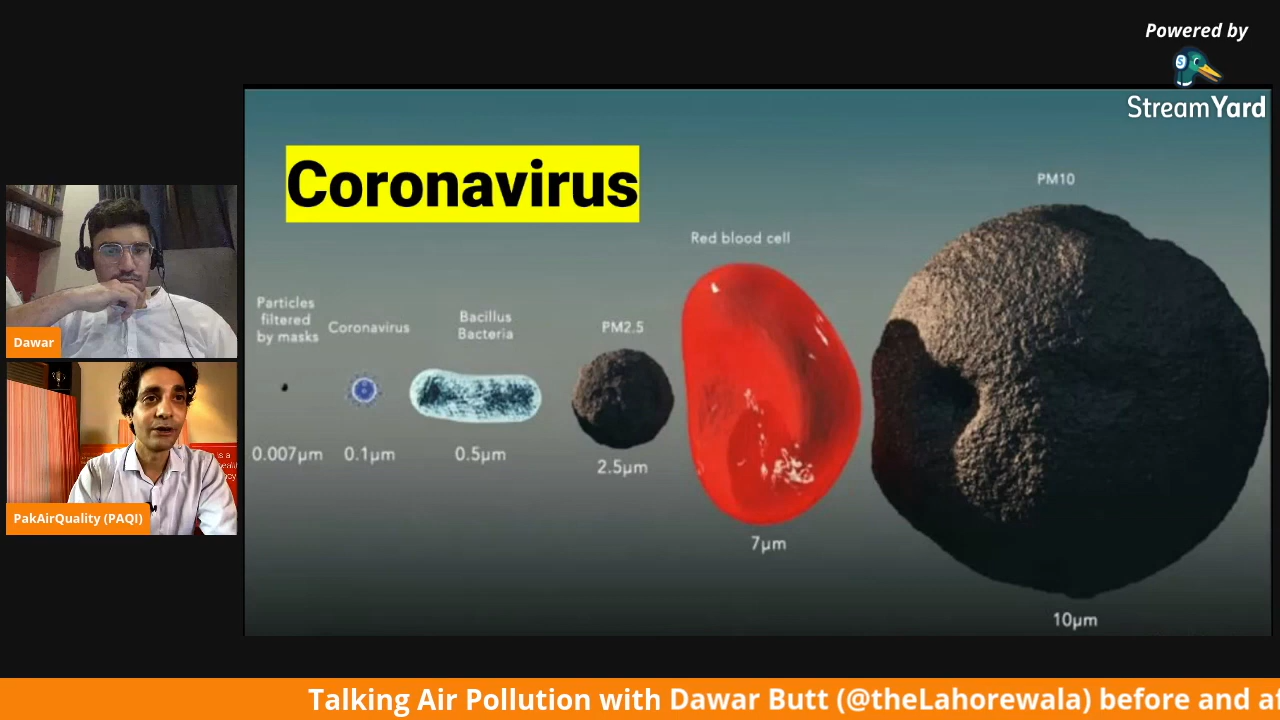 Powered by
StreamYard
Coronavirus
PM10
Red blood cell
Particles
filtered
by masks
Coronavirus
Bacillus
Bacteria
PM2.5
0.007µm
0.1µm
0.5µm
2.5µm
7µm
10µm
Dawar
PakAirQuality (PAQI)
Talking Air Pollution with Dawar Butt (@theLahorewala) before and